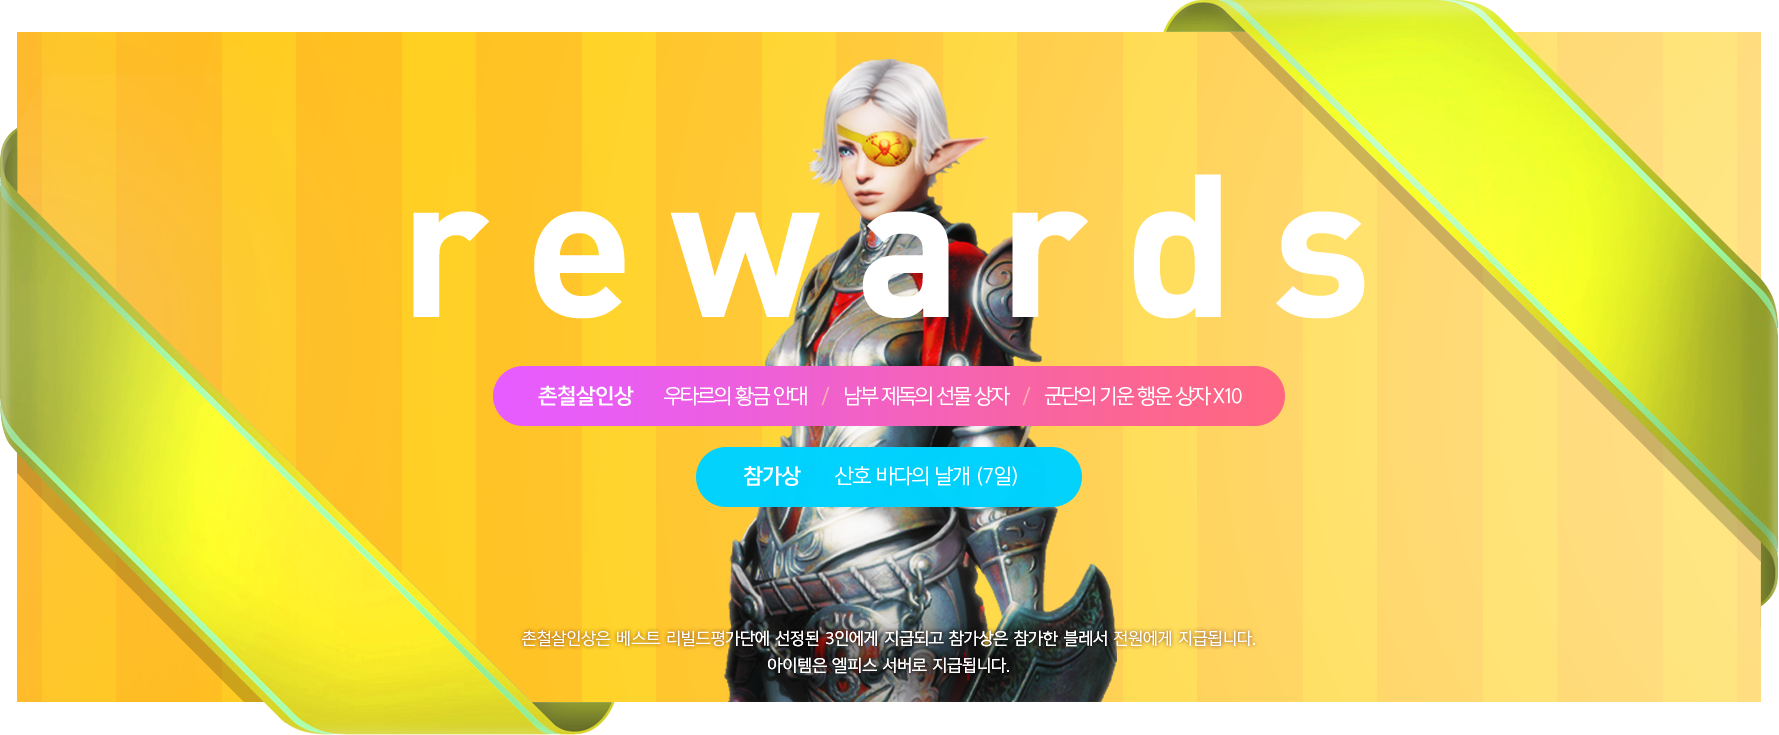 rewards
촌철살인상 우타르의 황금 안대 / 남부 제독의 선물 상자 / 군단의 기운 행운 상자 X10
참가상 산호 바다의 날개 (7일)
촌철살인상은 베스트 리빌드평가단에 선정된 3인에게 지급되고 참가상은 참가한 블레서 전원에게 지급됩니다.
아이템은 엘피스 서버로 지급됩니다.